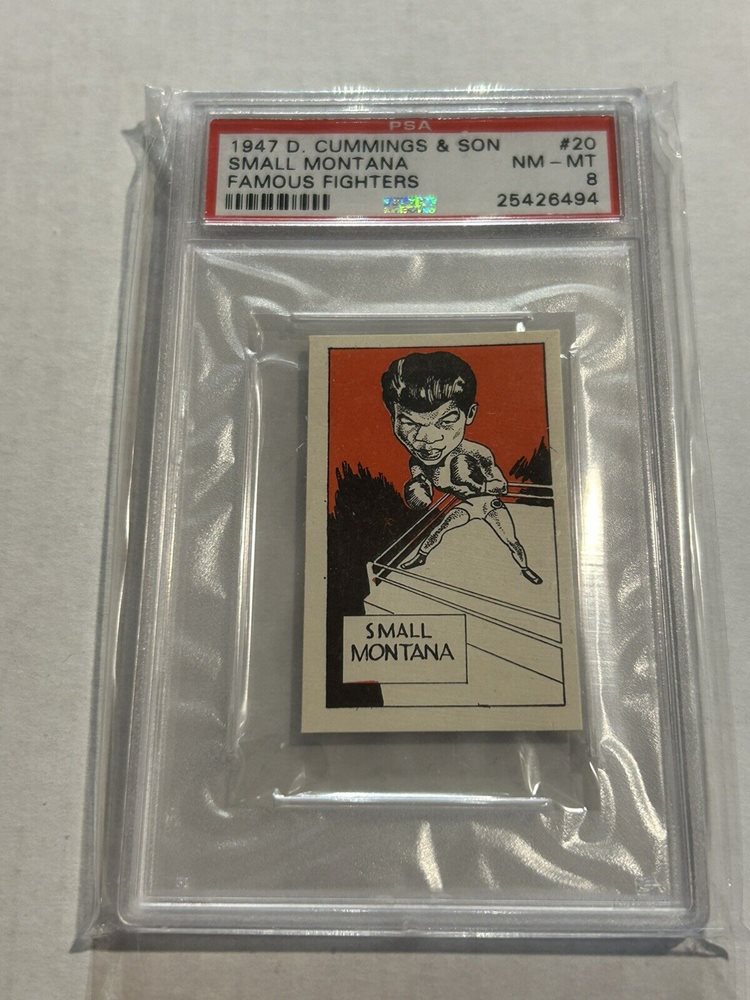 PSA
1947 D. CUMMINGS & SON #20
SMALL MONTANA NM - MT
FAMOUS FIGHTERS 8
25426494
SMALL
MONTANA